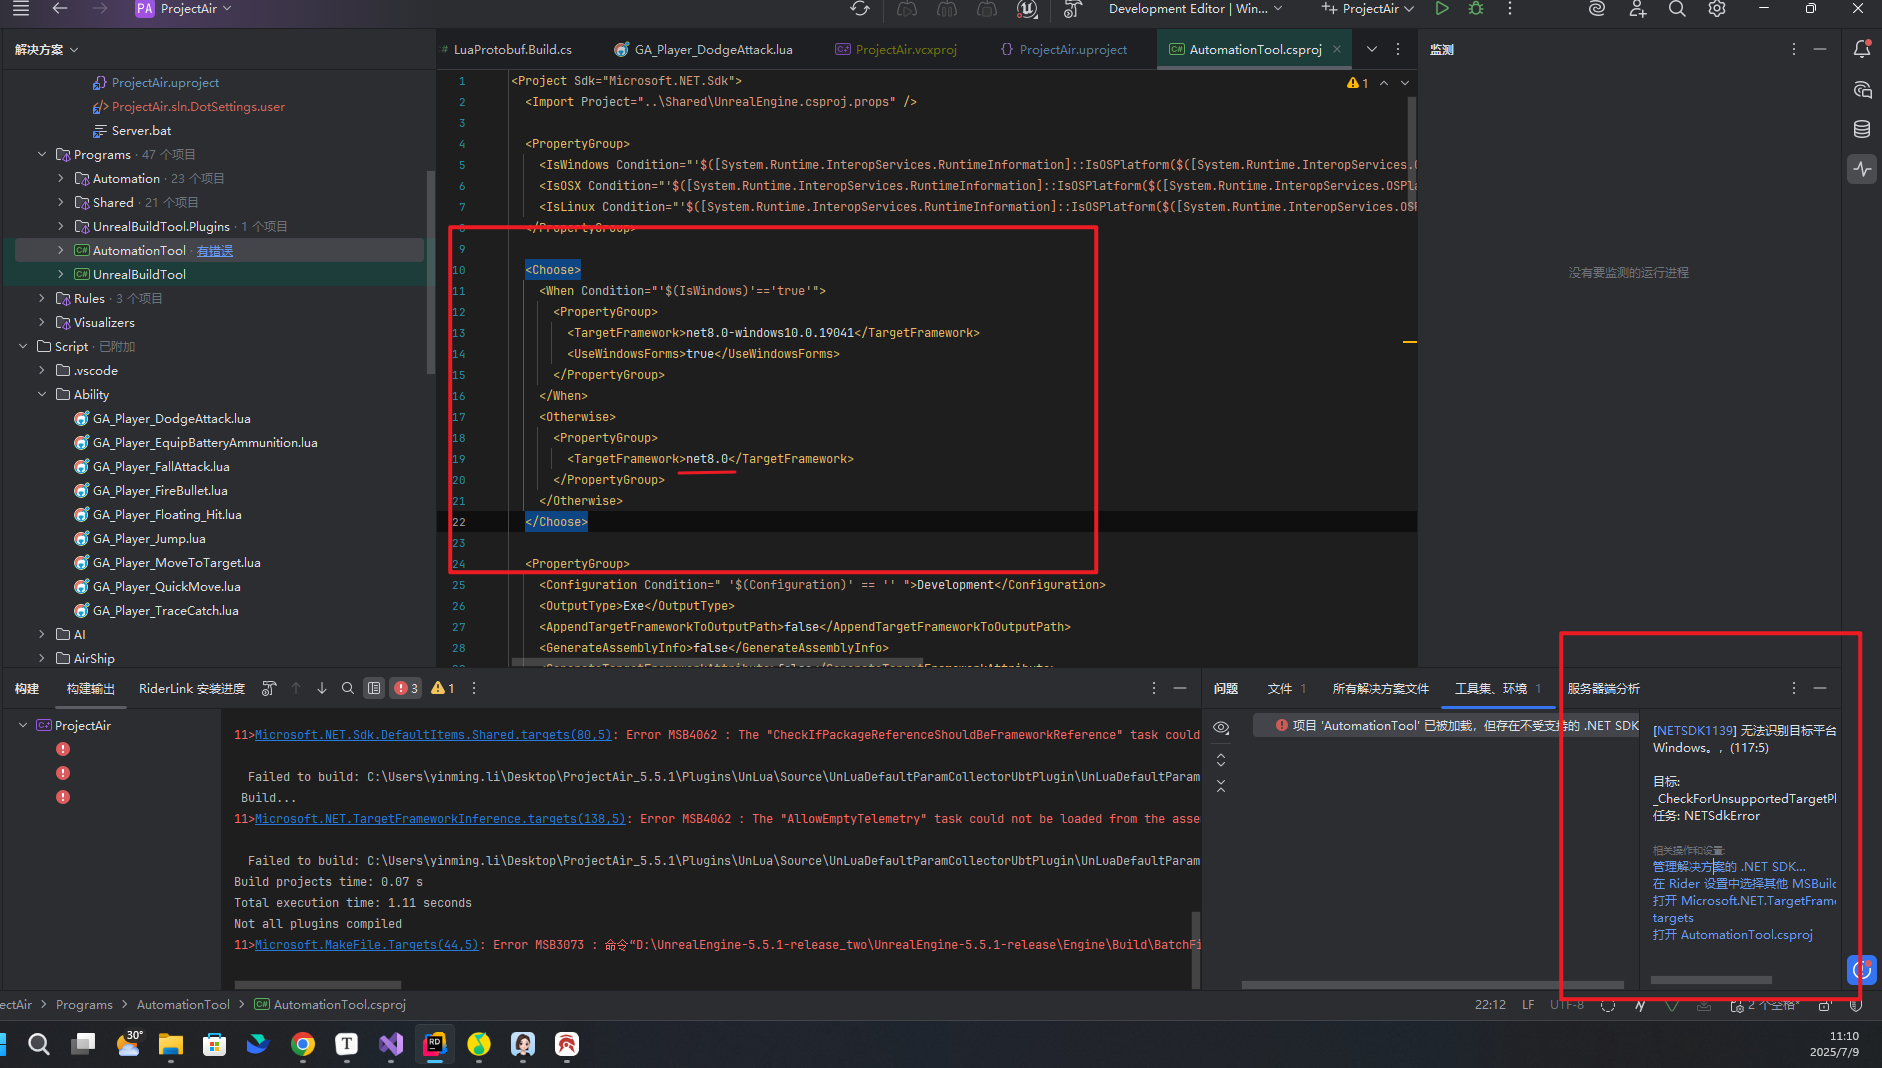 PA ProjectAir
Development Editor | Win...
ProjectAir
解决方案
LuaProtobuf.Build.cs
GA_Player_DodgeAttack.lua
ProjectAir.vcxproj
ProjectAir.uproject
AutomationTool.csproj
监测
ProjectAir.uproject
ProjectAir.sln.DotSettings.user
Server.bat
Programs · 47 个项目
Automation · 23 个项目
Shared · 21 个项目
UnrealBuildTool.Plugins · 1 个项目
AutomationTool · 有错误
UnrealBuildTool
Rules · 3 个项目
Visualizers
Script · 已附加
.vscode
Ability
GA_Player_DodgeAttack.lua
GA_Player_EquipBatteryAmmunition.lua
GA_Player_FallAttack.lua
GA_Player_FireBullet.lua
GA_Player_Floating_Hit.lua
GA_Player_Jump.lua
GA_Player_MoveToTarget.lua
GA_Player_QuickMove.lua
GA_Player_TraceCatch.lua
AI
AirShip
1 <Project Sdk="Microsoft.NET.Sdk">
2 <Import Project="..\Shared\UnrealEngine.csproj.props" />
3
4 <PropertyGroup>
5 <IsWindows Condition="'$([System.Runtime.InteropServices.RuntimeInformation]::IsOSPlatform($([System.Runtime.InteropServices.
6 <IsOSX Condition="'$([System.Runtime.InteropServices.RuntimeInformation]::IsOSPlatform($([System.Runtime.InteropServices.OSPl
7 <IsLinux Condition="'$([System.Runtime.InteropServices.RuntimeInformation]::IsOSPlatform($([System.Runtime.InteropServices.OSP
8 </PropertyGroup>
9
10 <Choose>
11 <When Condition="'$(IsWindows)'=='true'">
12 <PropertyGroup>
13 <TargetFramework>net8.0-windows10.0.19041</TargetFramework>
14 <UseWindowsForms>true</UseWindowsForms>
15 </PropertyGroup>
16 </When>
17 <Otherwise>
18 <PropertyGroup>
19 <TargetFramework>net8.0</TargetFramework>
20 </PropertyGroup>
21 </Otherwise>
22 </Choose>
23
24 <PropertyGroup>
25 <Configuration Condition=" '$(Configuration)' == '' ">Development</Configuration>
26 <OutputType>Exe</OutputType>
27 <AppendTargetFrameworkToOutputPath>false</AppendTargetFrameworkToOutputPath>
28 <GenerateAssemblyInfo>false</GenerateAssemblyInfo>
1
没有要监测的运行进程
构建
构建输出
RiderLink 安装进度
3
1
ProjectAir
11>Microsoft.NET.Sdk.DefaultItems.Shared.targets(80,5): Error MSB4062 : The "CheckIfPackageReferenceShouldBeFrameworkReference" task could
Failed to build: C:\Users\yinming.li\Desktop\ProjectAir_5.5.1\Plugins\UnLua\Source\UnLuaDefaultParamCollectorUbtPlugin\UnLuaDefaultParam
Build...
11>Microsoft.NET.TargetFrameworkInference.targets(138,5): Error MSB4062 : The "AllowEmptyTelemetry" task could not be loaded from the asse
Failed to build: C:\Users\yinming.li\Desktop\ProjectAir_5.5.1\Plugins\UnLua\Source\UnLuaDefaultParamCollectorUbtPlugin\UnLuaDefaultParam
Build projects time: 0.07 s
Total execution time: 1.11 seconds
Not all plugins compiled
11>Microsoft.MakeFile.Targets(44,5): Error MSB3073 : 命令“D:\UnrealEngine-5.5.1-release_two\UnrealEngine-5.5.1-release\Engine\Build\BatchFi
问题
文件 1
所有解决方案文件
工具集、环境 1
服务器端分析
项目 'AutomationTool' 已被加载，但存在不受支持的 .NET SDK
[NETSDK1139] 无法识别目标平台
Windows。, (117:5)
目标:
_CheckForUnsupportedTargetPl
任务: NETSdkError
相关操作和设置:
管理解决方案的 .NET SDK...
在 Rider 设置中选择其他 MSBuild
打开 Microsoft.NET.TargetFrame
targets
打开 AutomationTool.csproj
ectAir > Programs > AutomationTool > AutomationTool.csproj
22:12
LF
UTF-8
2 个空格*
30°
11:10
2025/7/9